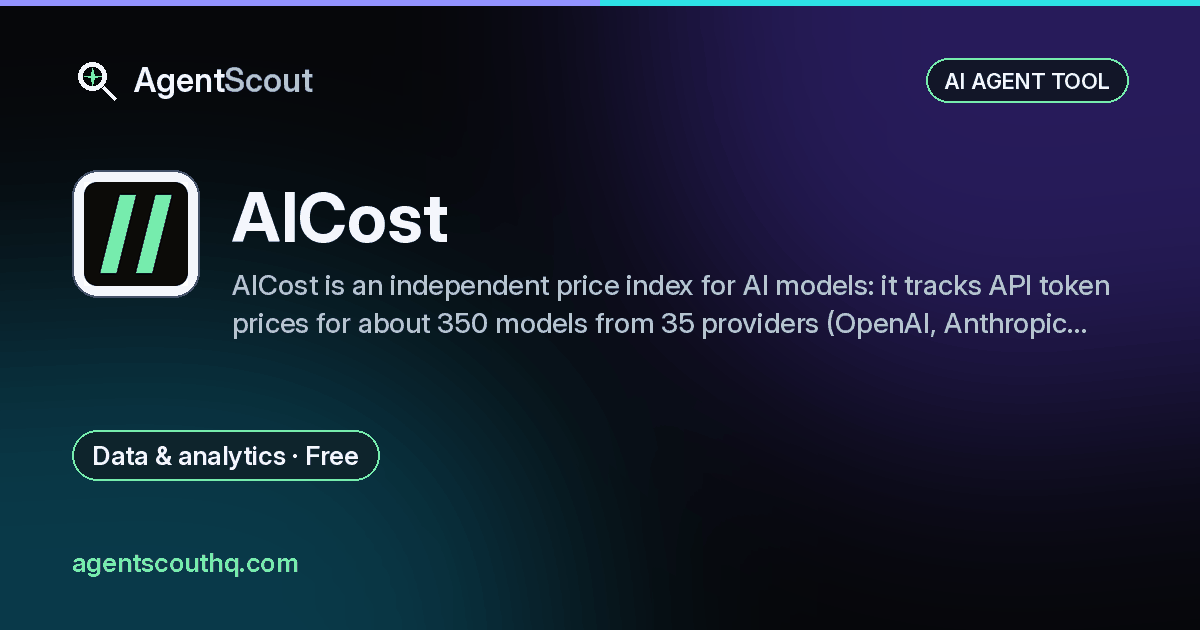 AgentScout
AI AGENT TOOL
AICost
AICost is an independent price index for AI models: it tracks API token
prices for about 350 models from 35 providers (OpenAI, Anthropic...
Data & analytics · Free
agentscouthq.com